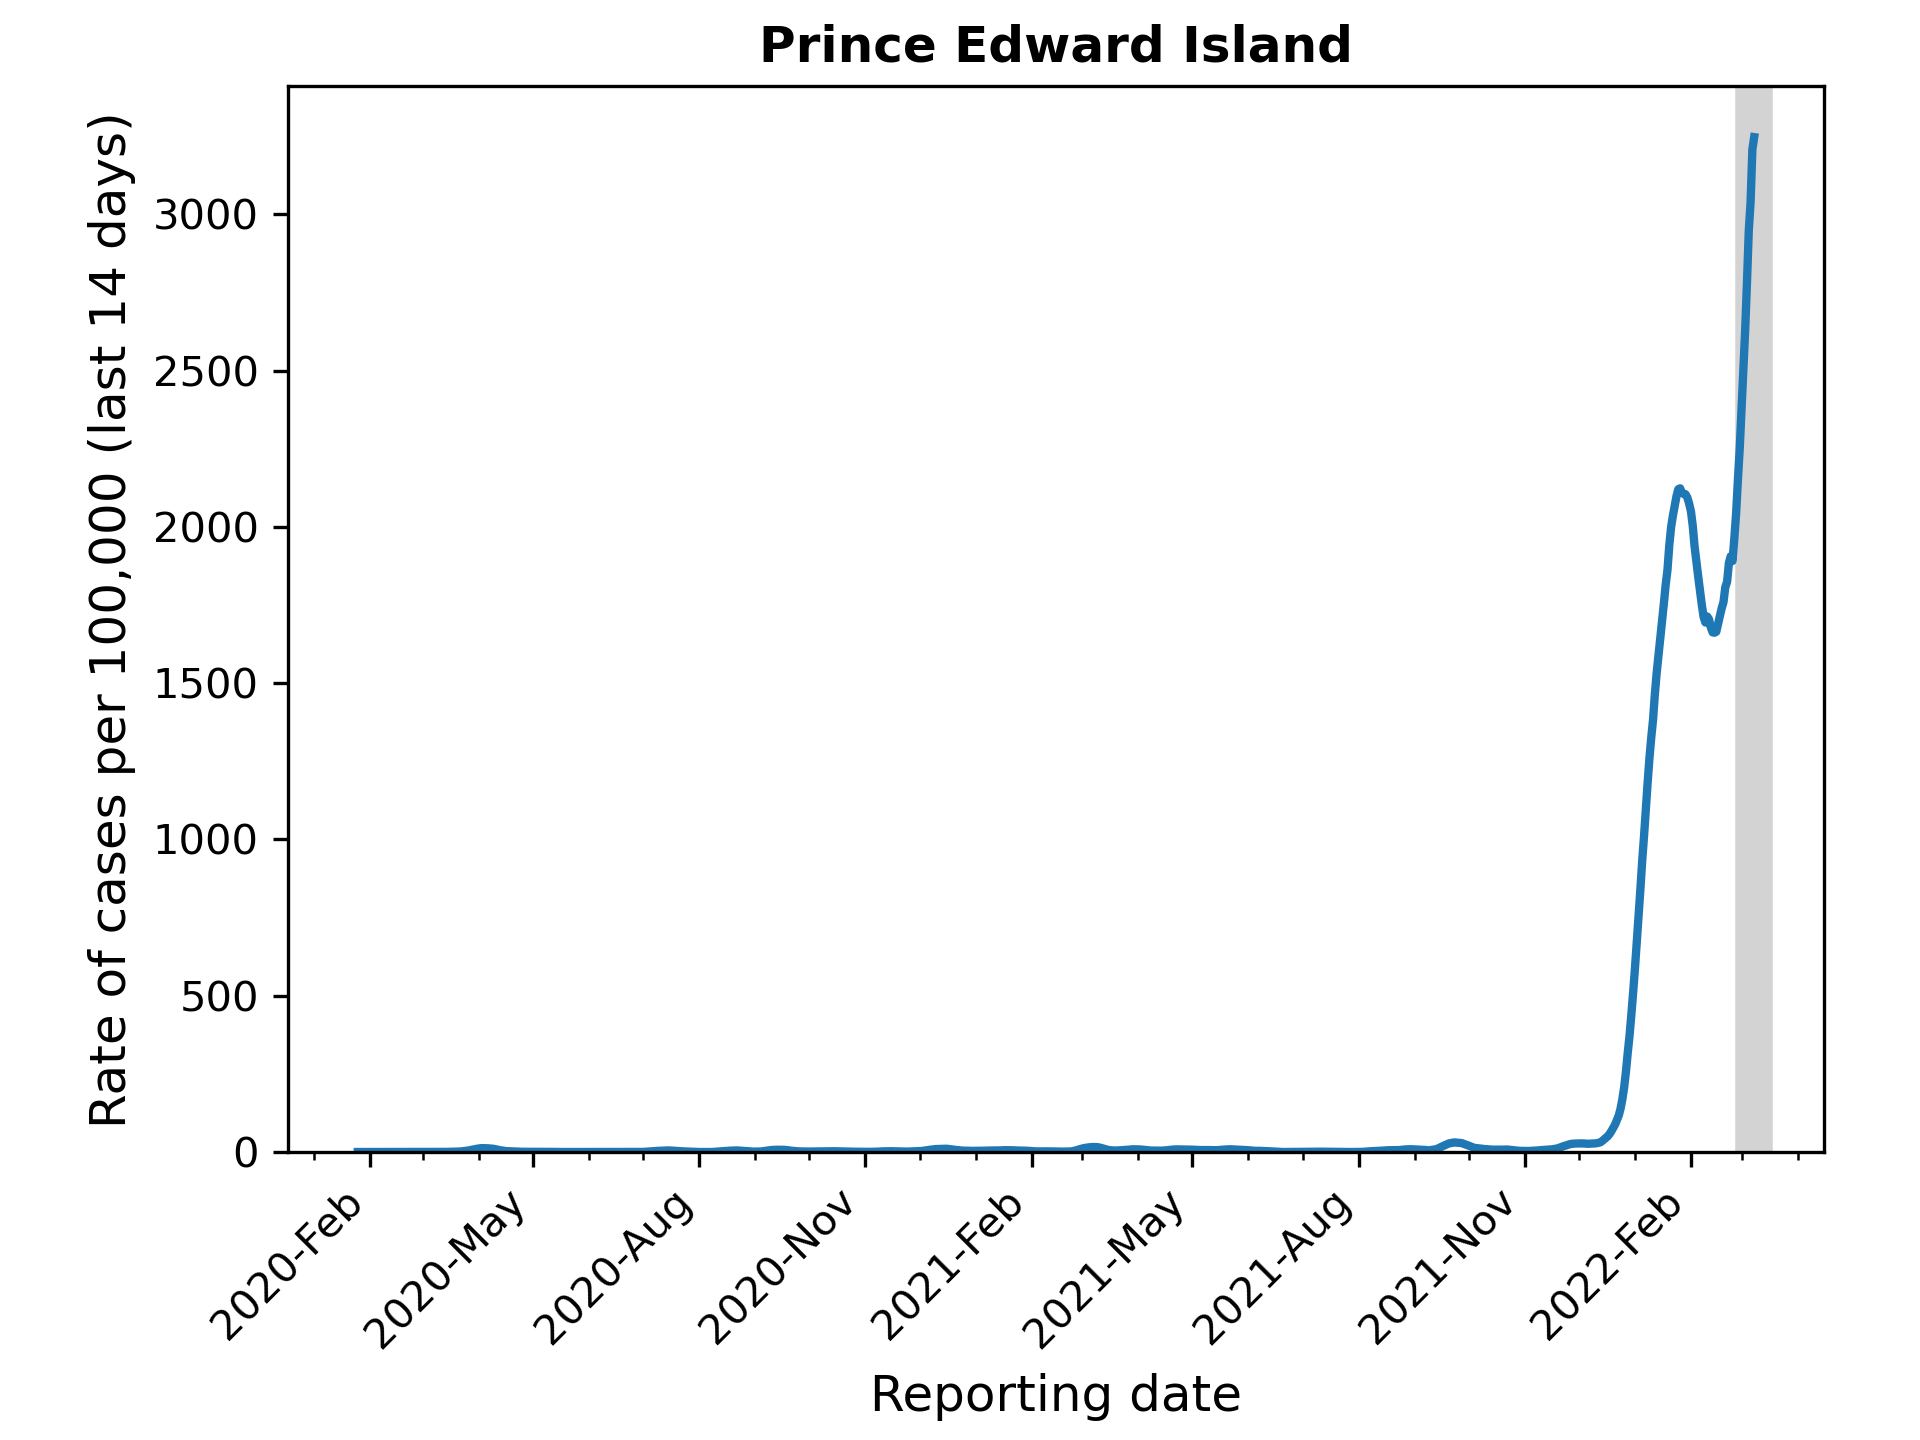 Prince Edward Island
Rate of cases per 100,000 (last 14 days)
3000
2500
2000
1500
1000
500
0
2020-Feb
2020-May
2020-Aug
2020-Nov
2021-Feb
2021-May
2021-Aug
2021-Nov
2022-Feb
Reporting date